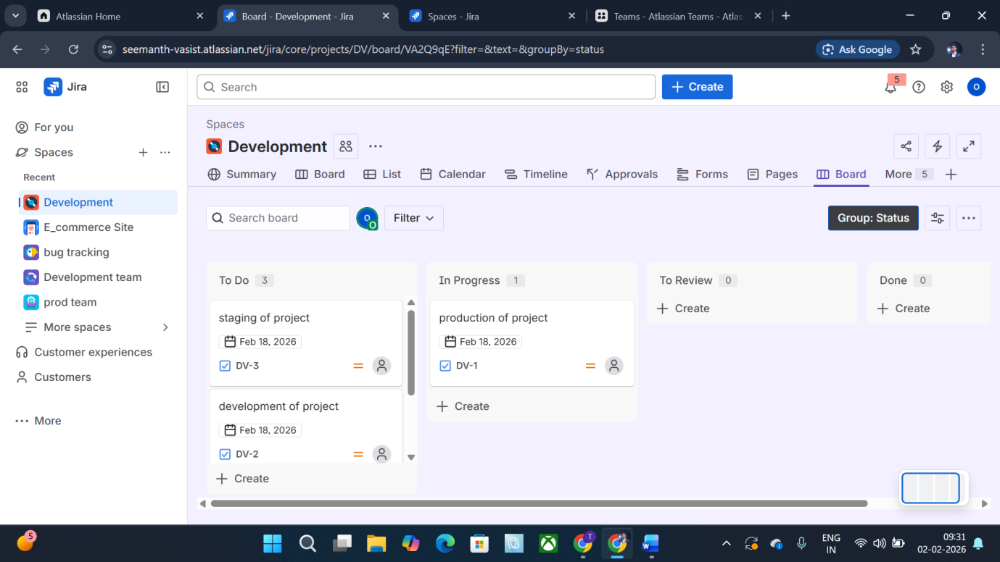 Atlassian Home
Board - Development - Jira
Spaces - Jira
Teams - Atlassian Teams - Atlas
seemanth-vasist.atlassian.net/jira/core/projects/DV/board/VA2Q9qE?filter=&text=&groupBy=status
Ask Google
Jira
Search
+ Create
5
O
For you
Spaces
Recent
Development
E_commerce Site
bug tracking
Development team
prod team
More spaces
Customer experiences
Customers
More
Spaces
Development
Summary
Board
List
Calendar
Timeline
Approvals
Forms
Pages
Board
More 5
Search board
O
O
Filter
Group: Status
To Do 3
staging of project
Feb 18, 2026
DV-3
development of project
Feb 18, 2026
DV-2
+ Create
In Progress 1
production of project
Feb 18, 2026
DV-1
+ Create
To Review 0
+ Create
Done 0
+ Create
5
T
ENG
IN
09:31
02-02-2026